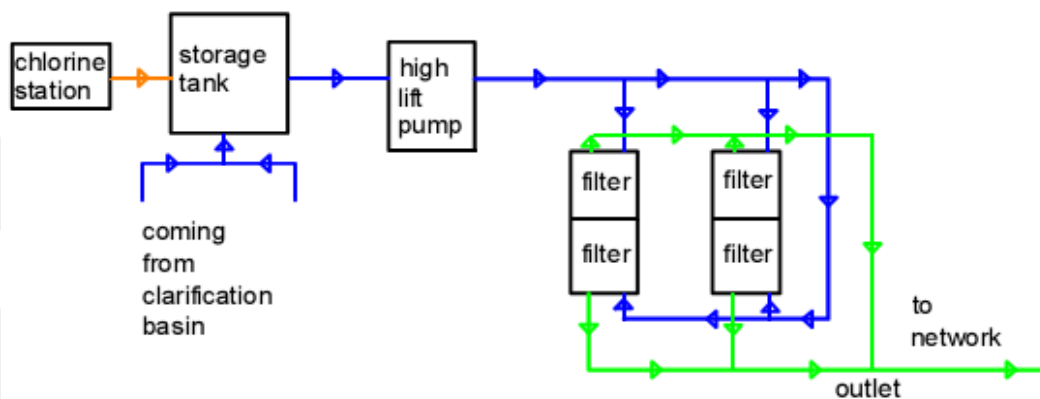 chlorine
station
storage
tank
high
lift
pump
filter
filter
filter
filter
coming
from
clarification
basin
to
network
outlet